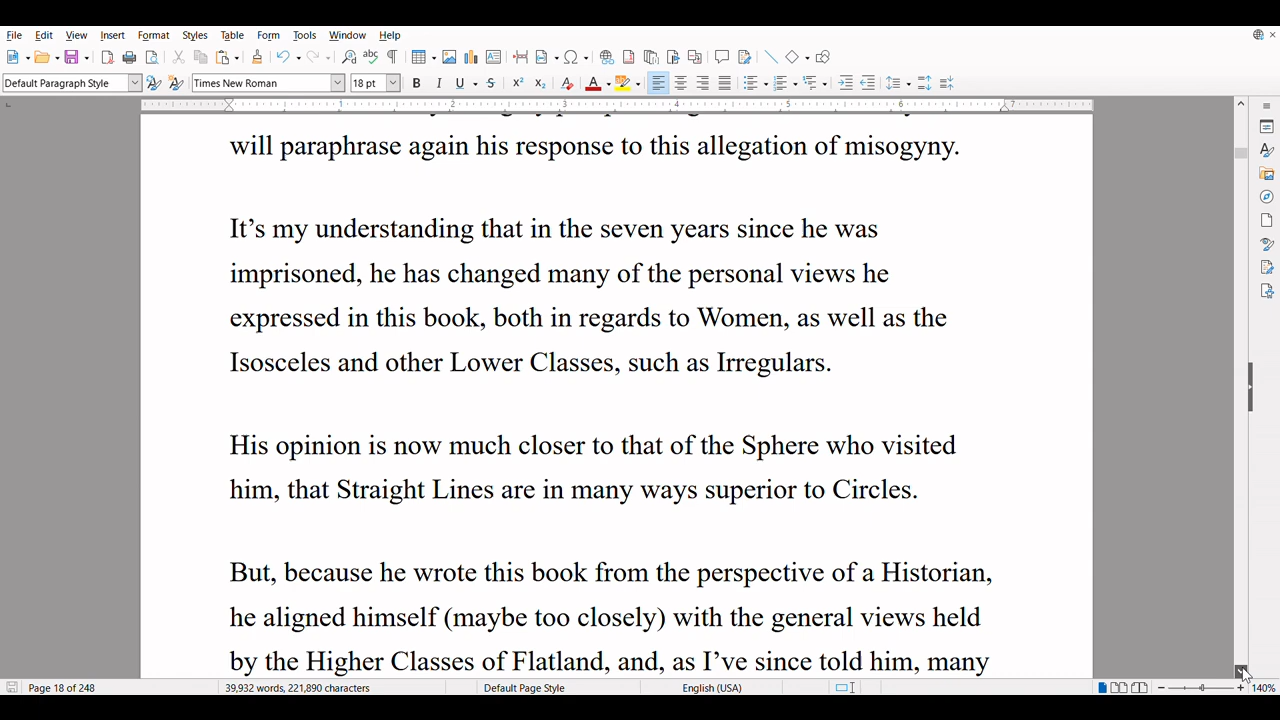 File Edit View Insert Format Styles Table Form Tools Window Help
Default Paragraph Style Times New Roman 18 pt
1 2 3 4 5 6 7
will paraphrase again his response to this allegation of misogyny.
It’s my understanding that in the seven years since he was
imprisoned, he has changed many of the personal views he
expressed in this book, both in regards to Women, as well as the
Isosceles and other Lower Classes, such as Irregulars.
His opinion is now much closer to that of the Sphere who visited
him, that Straight Lines are in many ways superior to Circles.
But, because he wrote this book from the perspective of a Historian,
he aligned himself (maybe too closely) with the general views held
by the Higher Classes of Flatland, and, as I’ve since told him, many
Page 18 of 248 39,932 words, 221,890 characters Default Page Style English (USA) 140%